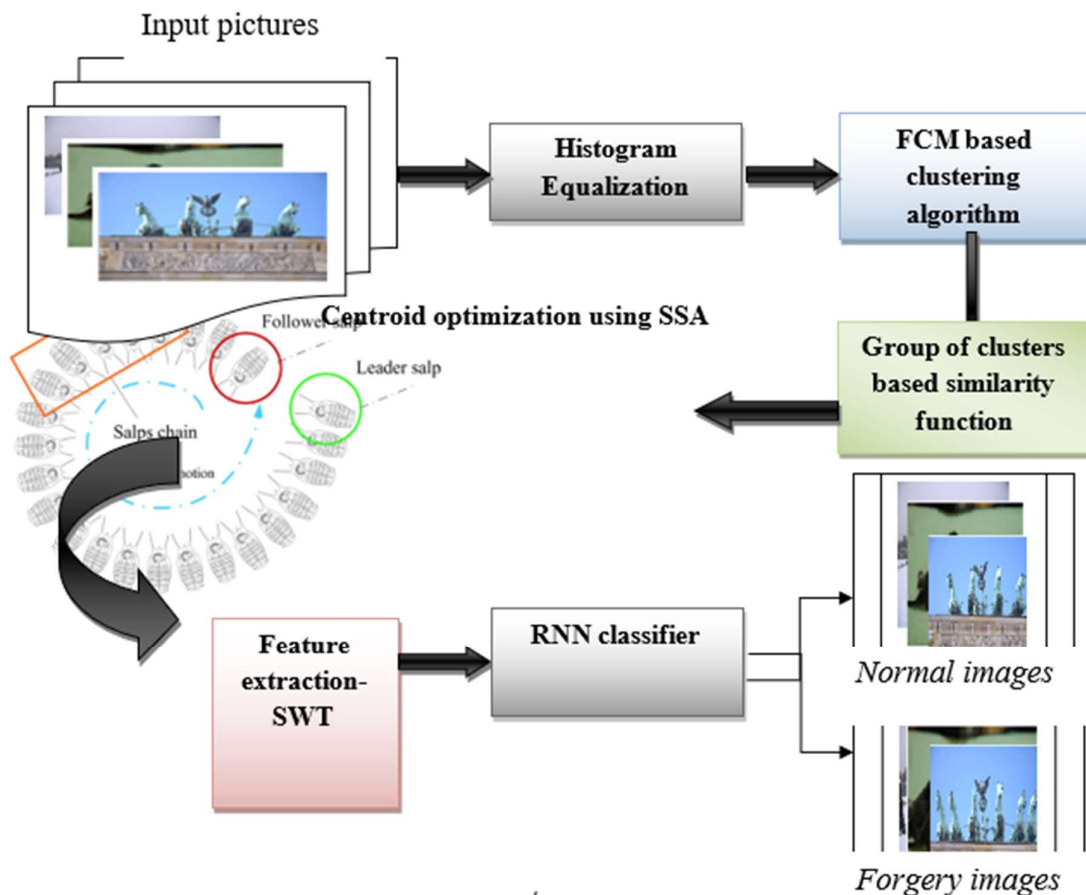 Input pictures
Histogram
Equalization
FCM based
clustering
algorithm
Centroid optimization using SSA
Follower salp
Leader salp
Salps chain
Group of clusters
based similarity
function
Feature
extraction-
SWT
RNN classifier
Normal images
Forgery images